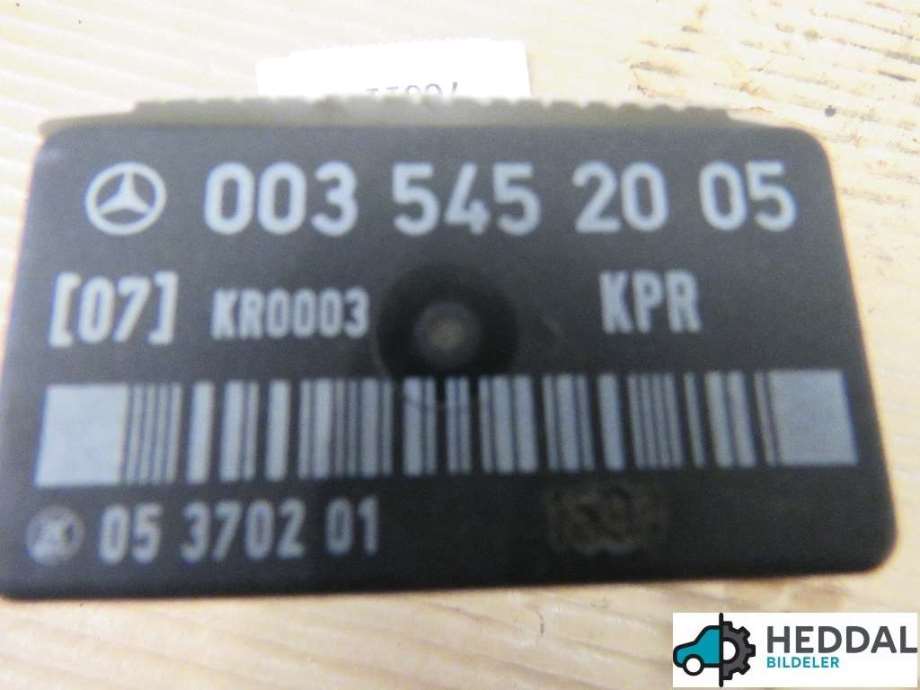 003 545 20 05
[07] KR0003 KPR
05 3702 01
HEDDAL
BILDELER